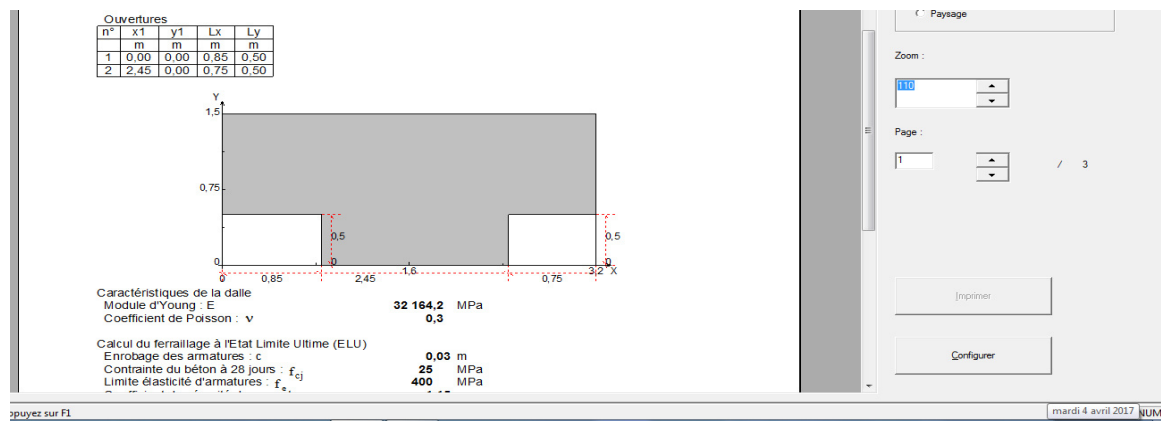 Ouvertures
n° x1 y1 Lx Ly
m m m m
1 0,00 0,00 0,85 0,50
2 2,45 0,00 0,75 0,50
Y
1,5
0,75
0,5
0,5
0
0
0
0 0,85 2,45 1,6 0,75 3,2 X
Caractéristiques de la dalle
Module d'Young : E 32 164,2 MPa
Coefficient de Poisson : ν 0,3
Calcul du ferraillage à l'Etat Limite Ultime (ELU)
Enrobage des armatures : c 0,03 m
Contrainte du béton à 28 jours : fcj 25 MPa
Limite élasticité d'armatures : fe 400 MPa
Paysage
Zoom :
110
Page :
1 / 3
Imprimer
Configurer
ppuyez sur F1
mardi 4 avril 2017
NUM